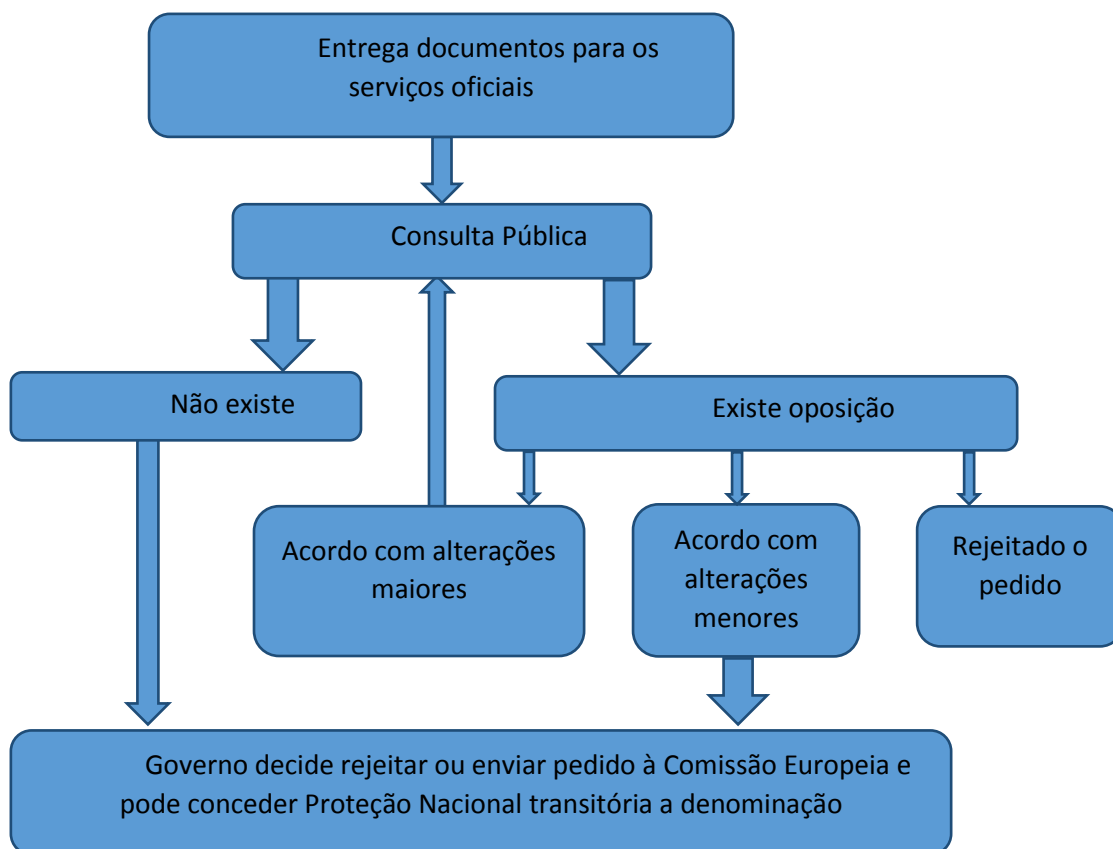 Entrega documentos para os
serviços oficiais
Consulta Pública
Não existe
Existe oposição
Acordo com alterações
maiores
Acordo com
alterações
menores
Rejeitado o
pedido
Governo decide rejeitar ou enviar pedido à Comissão Europeia e
pode conceder Proteção Nacional transitória a denominação